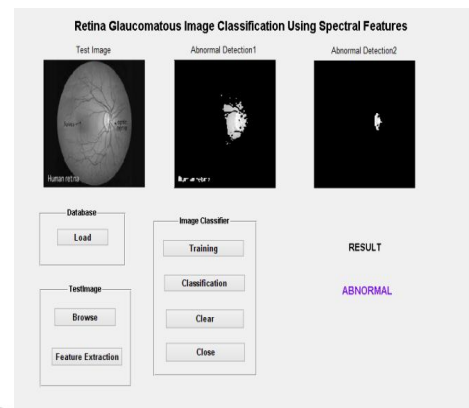 Retina Glaucomatous Image Classification Using Spectral Features
Test Image
Abnormal Detection1
Abnormal Detection2
Human retina
Database
Load
TestImage
Browse
Feature Extraction
Image Classifier
Training
Classification
Clear
Close
RESULT
ABNORMAL